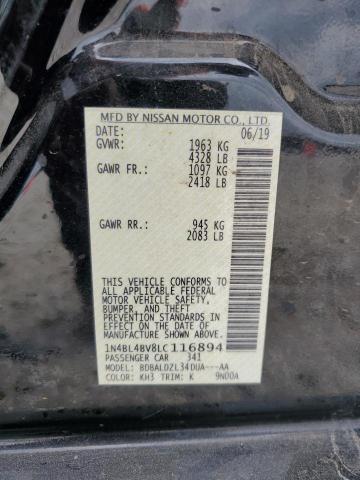 MFD BY NISSAN MOTOR CO., LTD.
DATE: 06/19
GVWR: 1963 KG
4328 LB
GAWR FR.: 1097 KG
2418 LB
GAWR RR.: 945 KG
2083 LB
THIS VEHICLE CONFORMS TO
ALL APPLICABLE FEDERAL
MOTOR VEHICLE SAFETY,
BUMPER, AND THEFT
PREVENTION STANDARDS IN
EFFECT ON THE DATE OF
MANUFACTURE SHOWN ABOVE.
1N4BL4BV8LC116894
PASSENGER CAR 341
MODEL: BDBALDZL34DUA---AA
COLOR: KH3 TRIM: K 9N00A